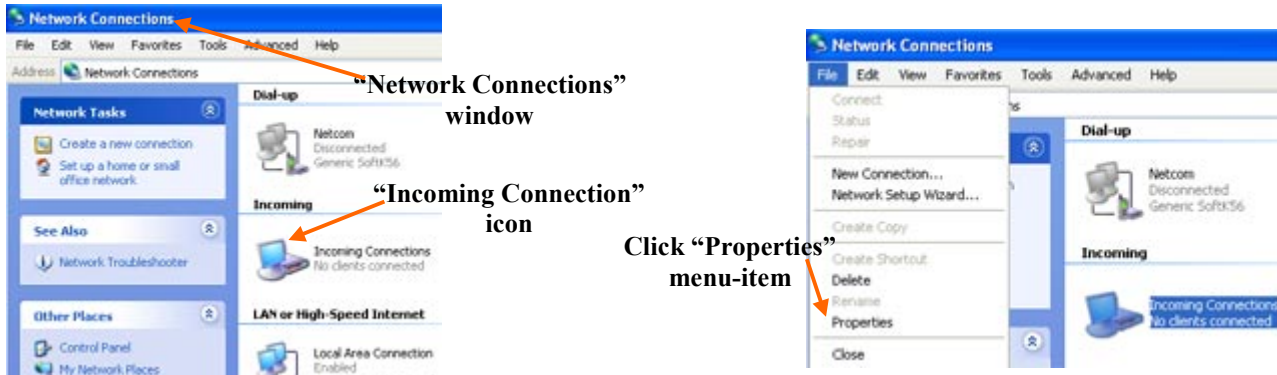 Network Connections
File Edit View Favorites Tools Advanced Help
Address Network Connections
Network Tasks
Create a new connection
Set up a home or small
office network
See Also
Network Troubleshooter
Other Places
Control Panel
My Network Places
Dial-up
Netcom
Disconnected
Generic SoftK56
Incoming
Incoming Connections
No clients connected
LAN or High-Speed Internet
Local Area Connection
Enabled
“Network Connections”
window
“Incoming Connection”
icon
Click “Properties”
menu-item
Network Connections
File Edit View Favorites Tools Advanced Help
Connect
Status
Repair
New Connection...
Network Setup Wizard...
Create Copy
Create Shortcut
Delete
Rename
Properties
Close
Dial-up
Netcom
Disconnected
Generic SoftK56
Incoming
Incoming Connections
No clients connected